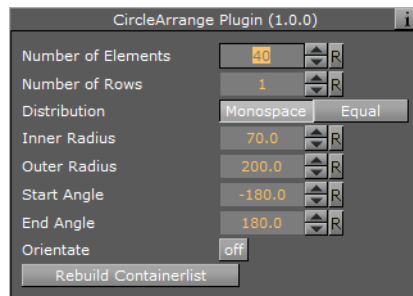 CircleArrange Plugin (1.0.0) i
Number of Elements 40 R
Number of Rows 1 R
Distribution Monospace Equal
Inner Radius 70.0 R
Outer Radius 200.0 R
Start Angle -180.0 R
End Angle 180.0 R
Orientate off
Rebuild Containerlist